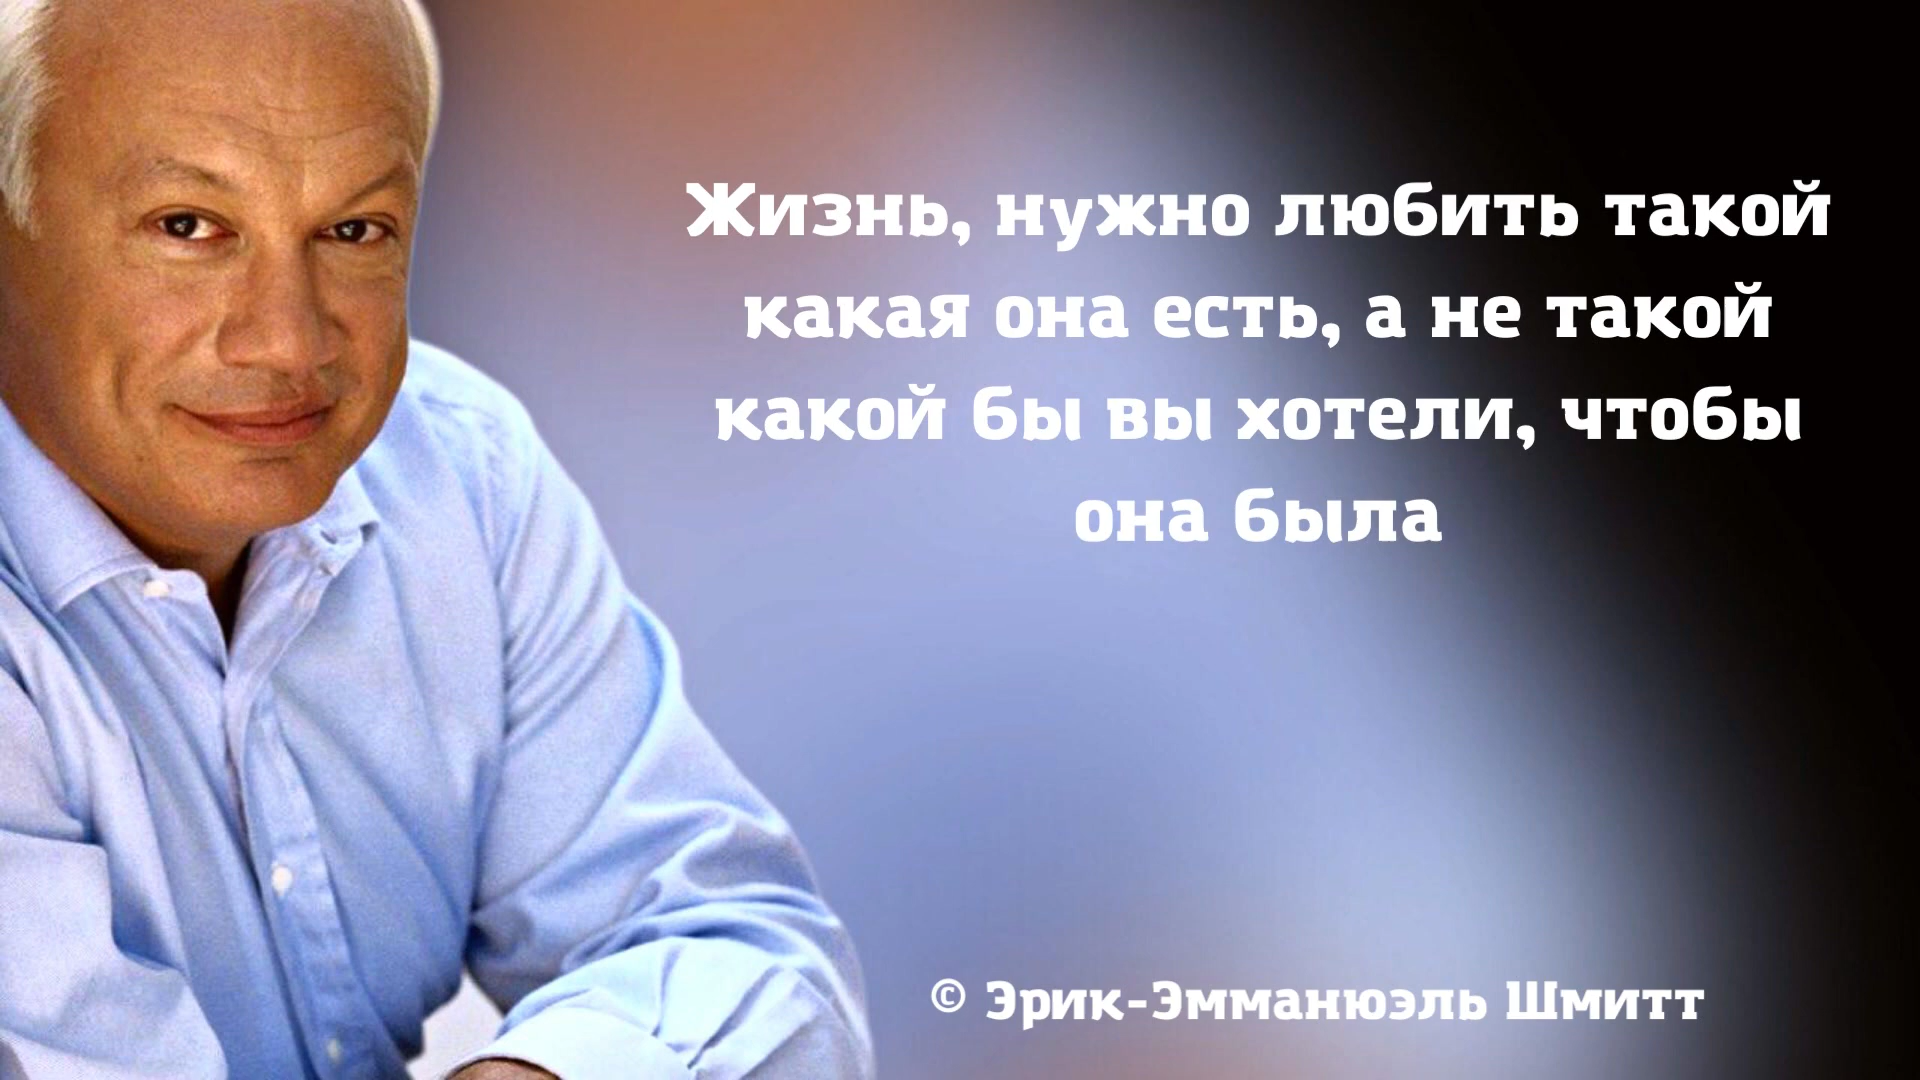 Жизнь, нужно любить такой
какая она есть, а не такой
какой бы вы хотели, чтобы
она была
© Эрик-Эммануэль Шмитт